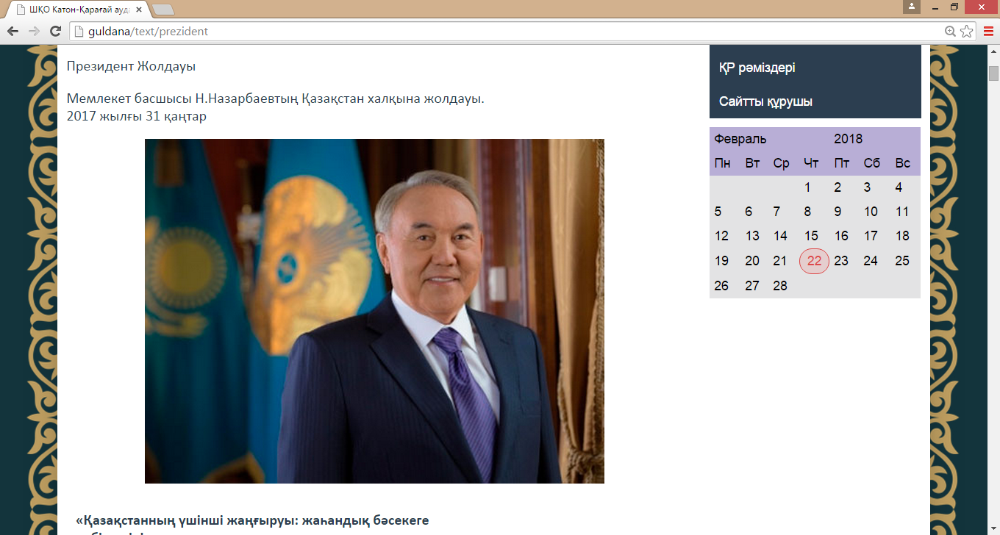 ШҚО Катон-Қарағай ауда
guldana/text/prezident
Президент Жолдауы
Мемлекет басшысы Н.Назарбаевтың Қазақстан халқына жолдауы.
2017 жылғы 31 қаңтар
«Қазақстанның үшінші жаңғыруы: жаһандық бәсекеге
ҚР рәміздері
Сайтты құрушы
Февраль 2018
Пн Вт Ср Чт Пт Сб Вс
1 2 3 4
5 6 7 8 9 10 11
12 13 14 15 16 17 18
19 20 21 22 23 24 25
26 27 28